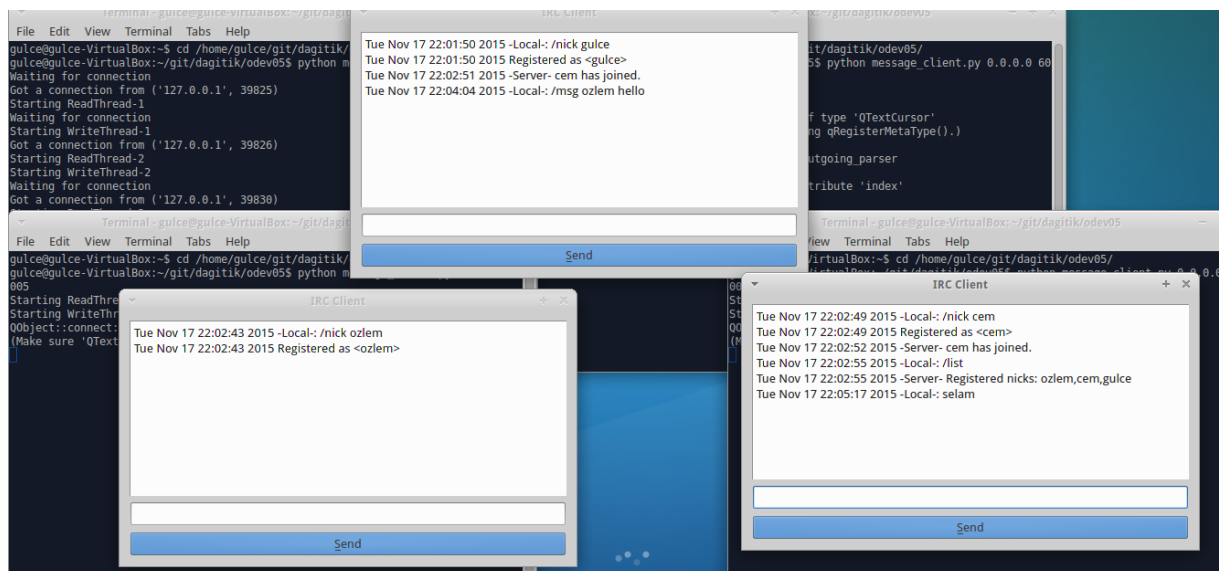 Terminal - gulce@gulce-VirtualBox: ~/git/dagit
File Edit View Terminal Tabs Help
gulce@gulce-VirtualBox:~$ cd /home/gulce/git/dagitik/
gulce@gulce-VirtualBox:~/git/dagitik/odev05$ python m
Waiting for connection
Got a connection from ('127.0.0.1', 39825)
Starting ReadThread-1
Waiting for connection
Starting WriteThread-1
Got a connection from ('127.0.0.1', 39826)
Starting ReadThread-2
Starting WriteThread-2
Waiting for connection
Got a connection from ('127.0.0.1', 39830)
IRC Client
Tue Nov 17 22:01:50 2015 -Local-: /nick gulce
Tue Nov 17 22:01:50 2015 Registered as <gulce>
Tue Nov 17 22:02:51 2015 -Server- cem has joined.
Tue Nov 17 22:04:04 2015 -Local-: /msg ozlem hello
Send
x: ~/git/dagitik/odev05
it/dagitik/odev05/
5$ python message_client.py 0.0.0.0 60
f type 'QTextCursor'
ng qRegisterMetaType().)
utgoing_parser
tribute 'index'
Terminal - gulce@gulce-VirtualBox: ~/git/dagit
File Edit View Terminal Tabs Help
gulce@gulce-VirtualBox:~$ cd /home/gulce/git/dagitik/
gulce@gulce-VirtualBox:~/git/dagitik/odev05$ python m
005
Starting ReadThre
Starting WriteThr
QObject::connect:
(Make sure 'QText
IRC Client
Tue Nov 17 22:02:43 2015 -Local-: /nick ozlem
Tue Nov 17 22:02:43 2015 Registered as <ozlem>
Send
Terminal - gulce@gulce-VirtualBox: ~/git/dagitik/odev05
View Terminal Tabs Help
VirtualBox:~$ cd /home/gulce/git/dagitik/odev05/
00
St
St
QO
(M
IRC Client
Tue Nov 17 22:02:49 2015 -Local-: /nick cem
Tue Nov 17 22:02:49 2015 Registered as <cem>
Tue Nov 17 22:02:52 2015 -Server- cem has joined.
Tue Nov 17 22:02:55 2015 -Local-: /list
Tue Nov 17 22:02:55 2015 -Server- Registered nicks: ozlem,cem,gulce
Tue Nov 17 22:05:17 2015 -Local-: selam
Send